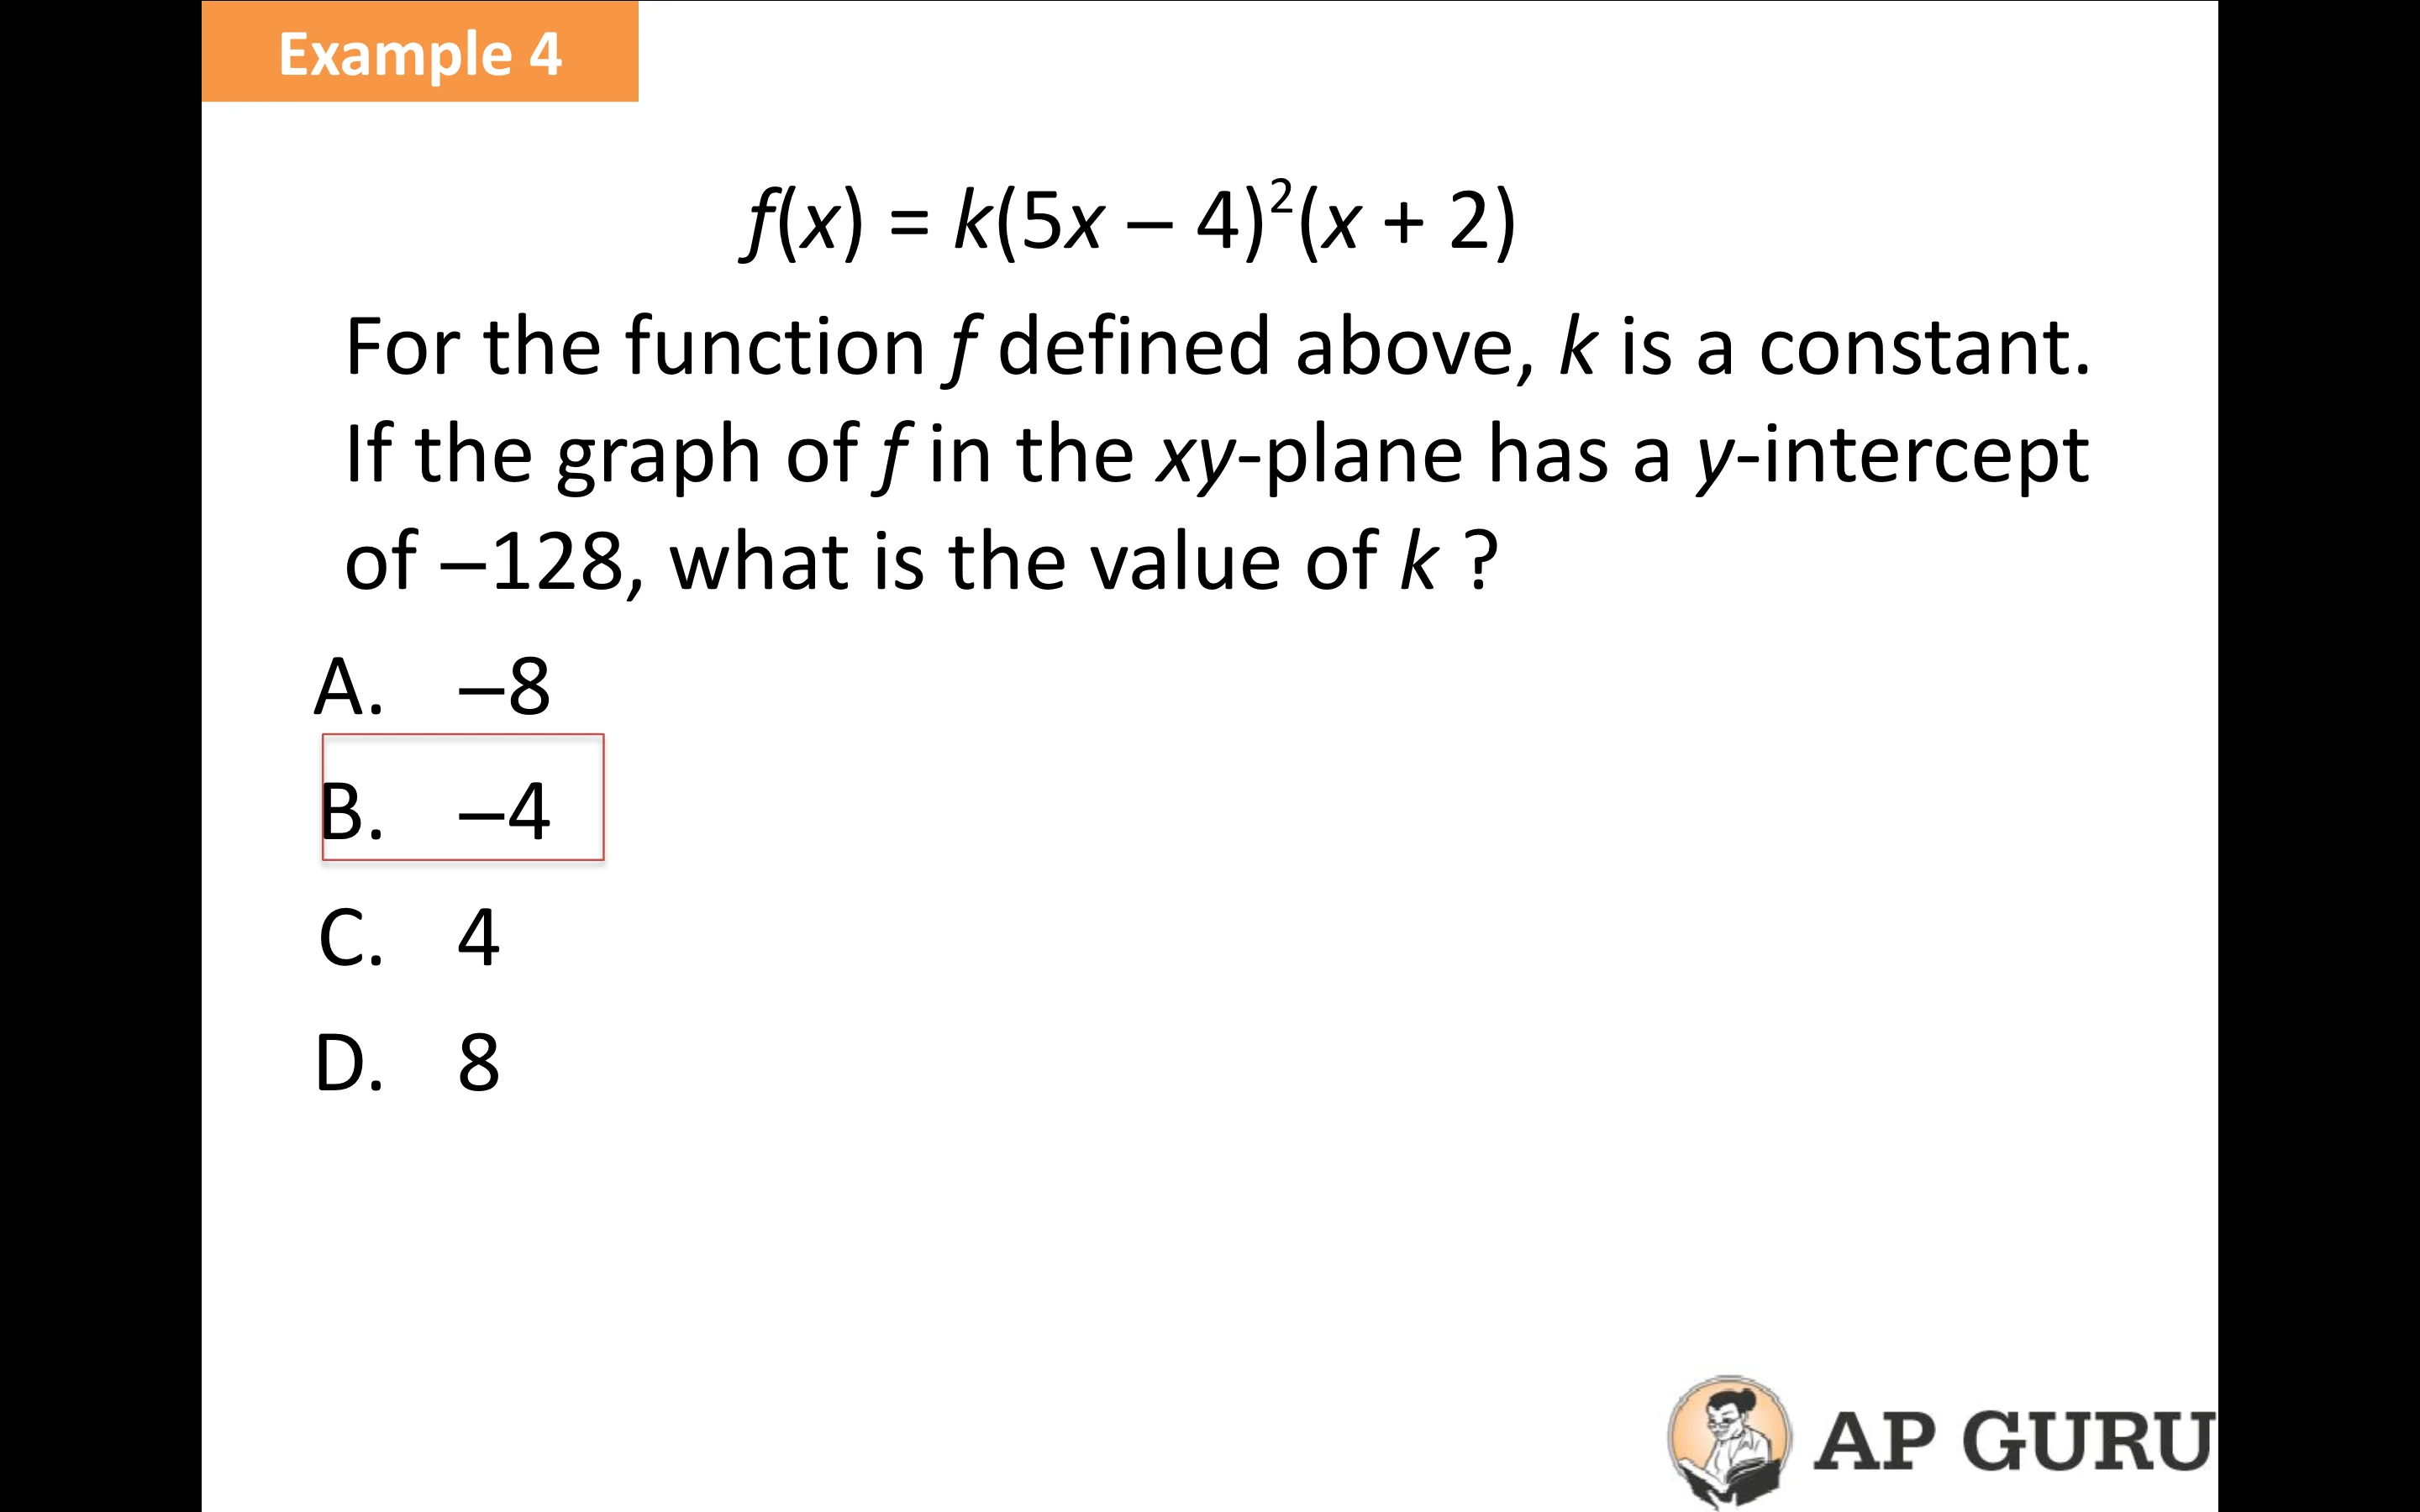 Example 4
f(x) = k(5x – 4)²(x + 2)
For the function f defined above, k is a constant.
If the graph of f in the xy-plane has a y-intercept
of –128, what is the value of k ?
A. –8
B. –4
C. 4
D. 8
AP GURU